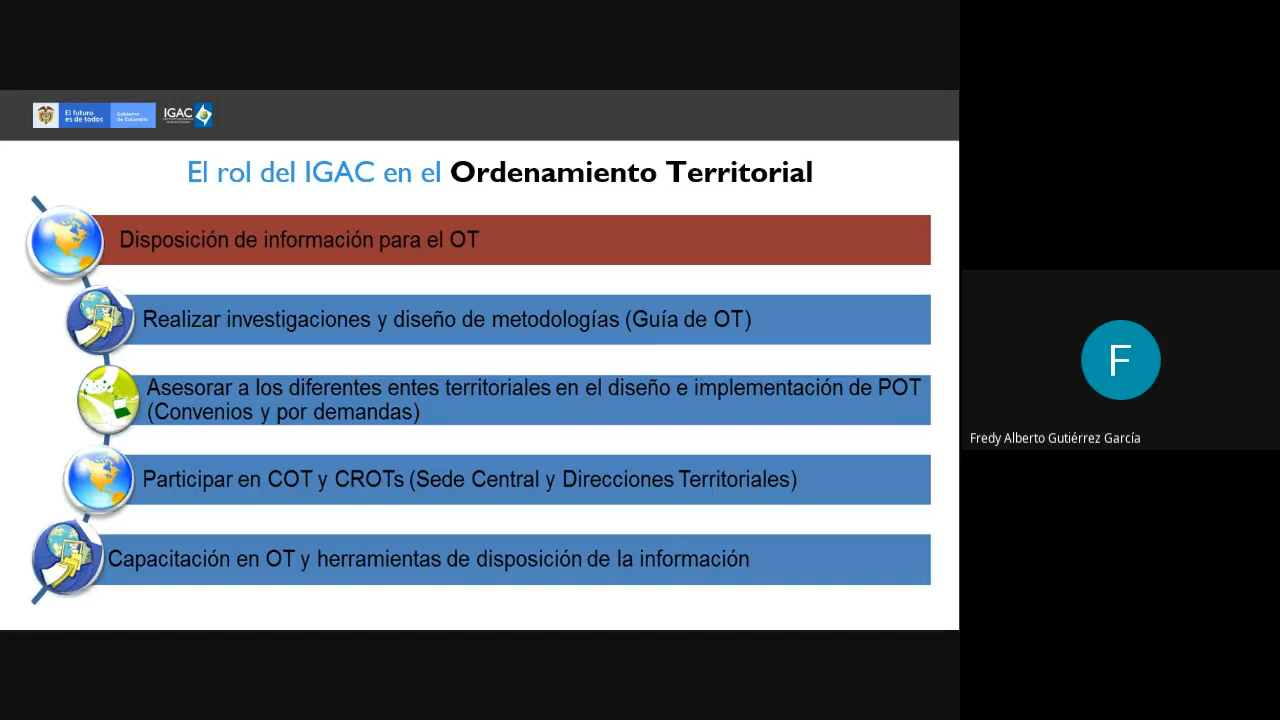 El futuro
es de todos
Gobierno
de Colombia
IGAC
El rol del IGAC en el Ordenamiento Territorial
Disposición de información para el OT
Realizar investigaciones y diseño de metodologías (Guía de OT)
Asesorar a los diferentes entes territoriales en el diseño e implementación de POT
(Convenios y por demandas)
Participar en COT y CROTs (Sede Central y Direcciones Territoriales)
Capacitación en OT y herramientas de disposición de la información
F
Fredy Alberto Gutiérrez García